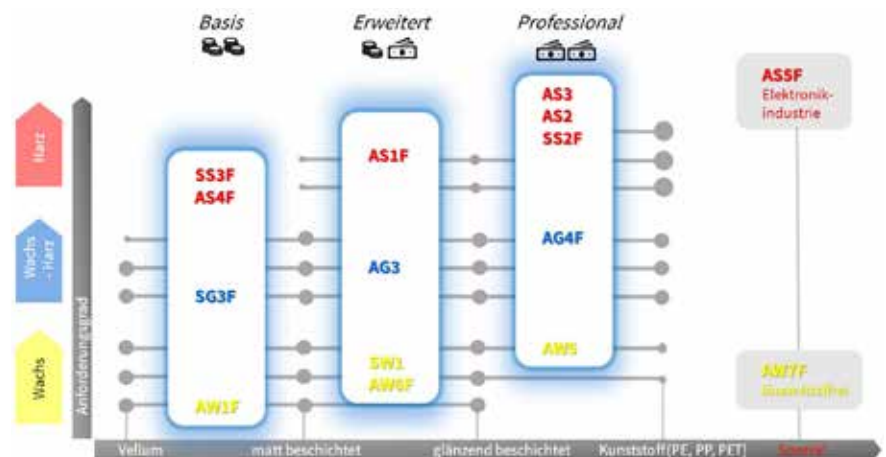 Basis
Erweitert
Professional
Harz
Wachs
- Harz
Wachs
Anforderungsgrad
SS3F
AS4F
SG3F
AW1F
AS1F
AG3
SW1
AW6F
AS3
AS2
SS2F
AG4F
AW5
AS5F
Elektronik-
industrie
AW7F
Vellum
matt beschichtet
glänzend beschichtet
Kunststoff(PE, PP, PET)